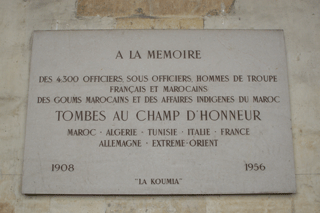 A LA MEMOIRE
DES 4.300 OFFICIERS, SOUS OFFICIERS, HOMMES DE TROUPE
FRANÇAIS ET MAROCAINS
DES GOUMS MAROCAINS ET DES AFFAIRES INDIGENES DU MAROC
TOMBES AU CHAMP D'HONNEUR
MAROC - ALGERIE - TUNISIE - ITALIE - FRANCE
ALLEMAGNE - EXTREME-ORIENT
1908 1956
"LA KOUMIA"